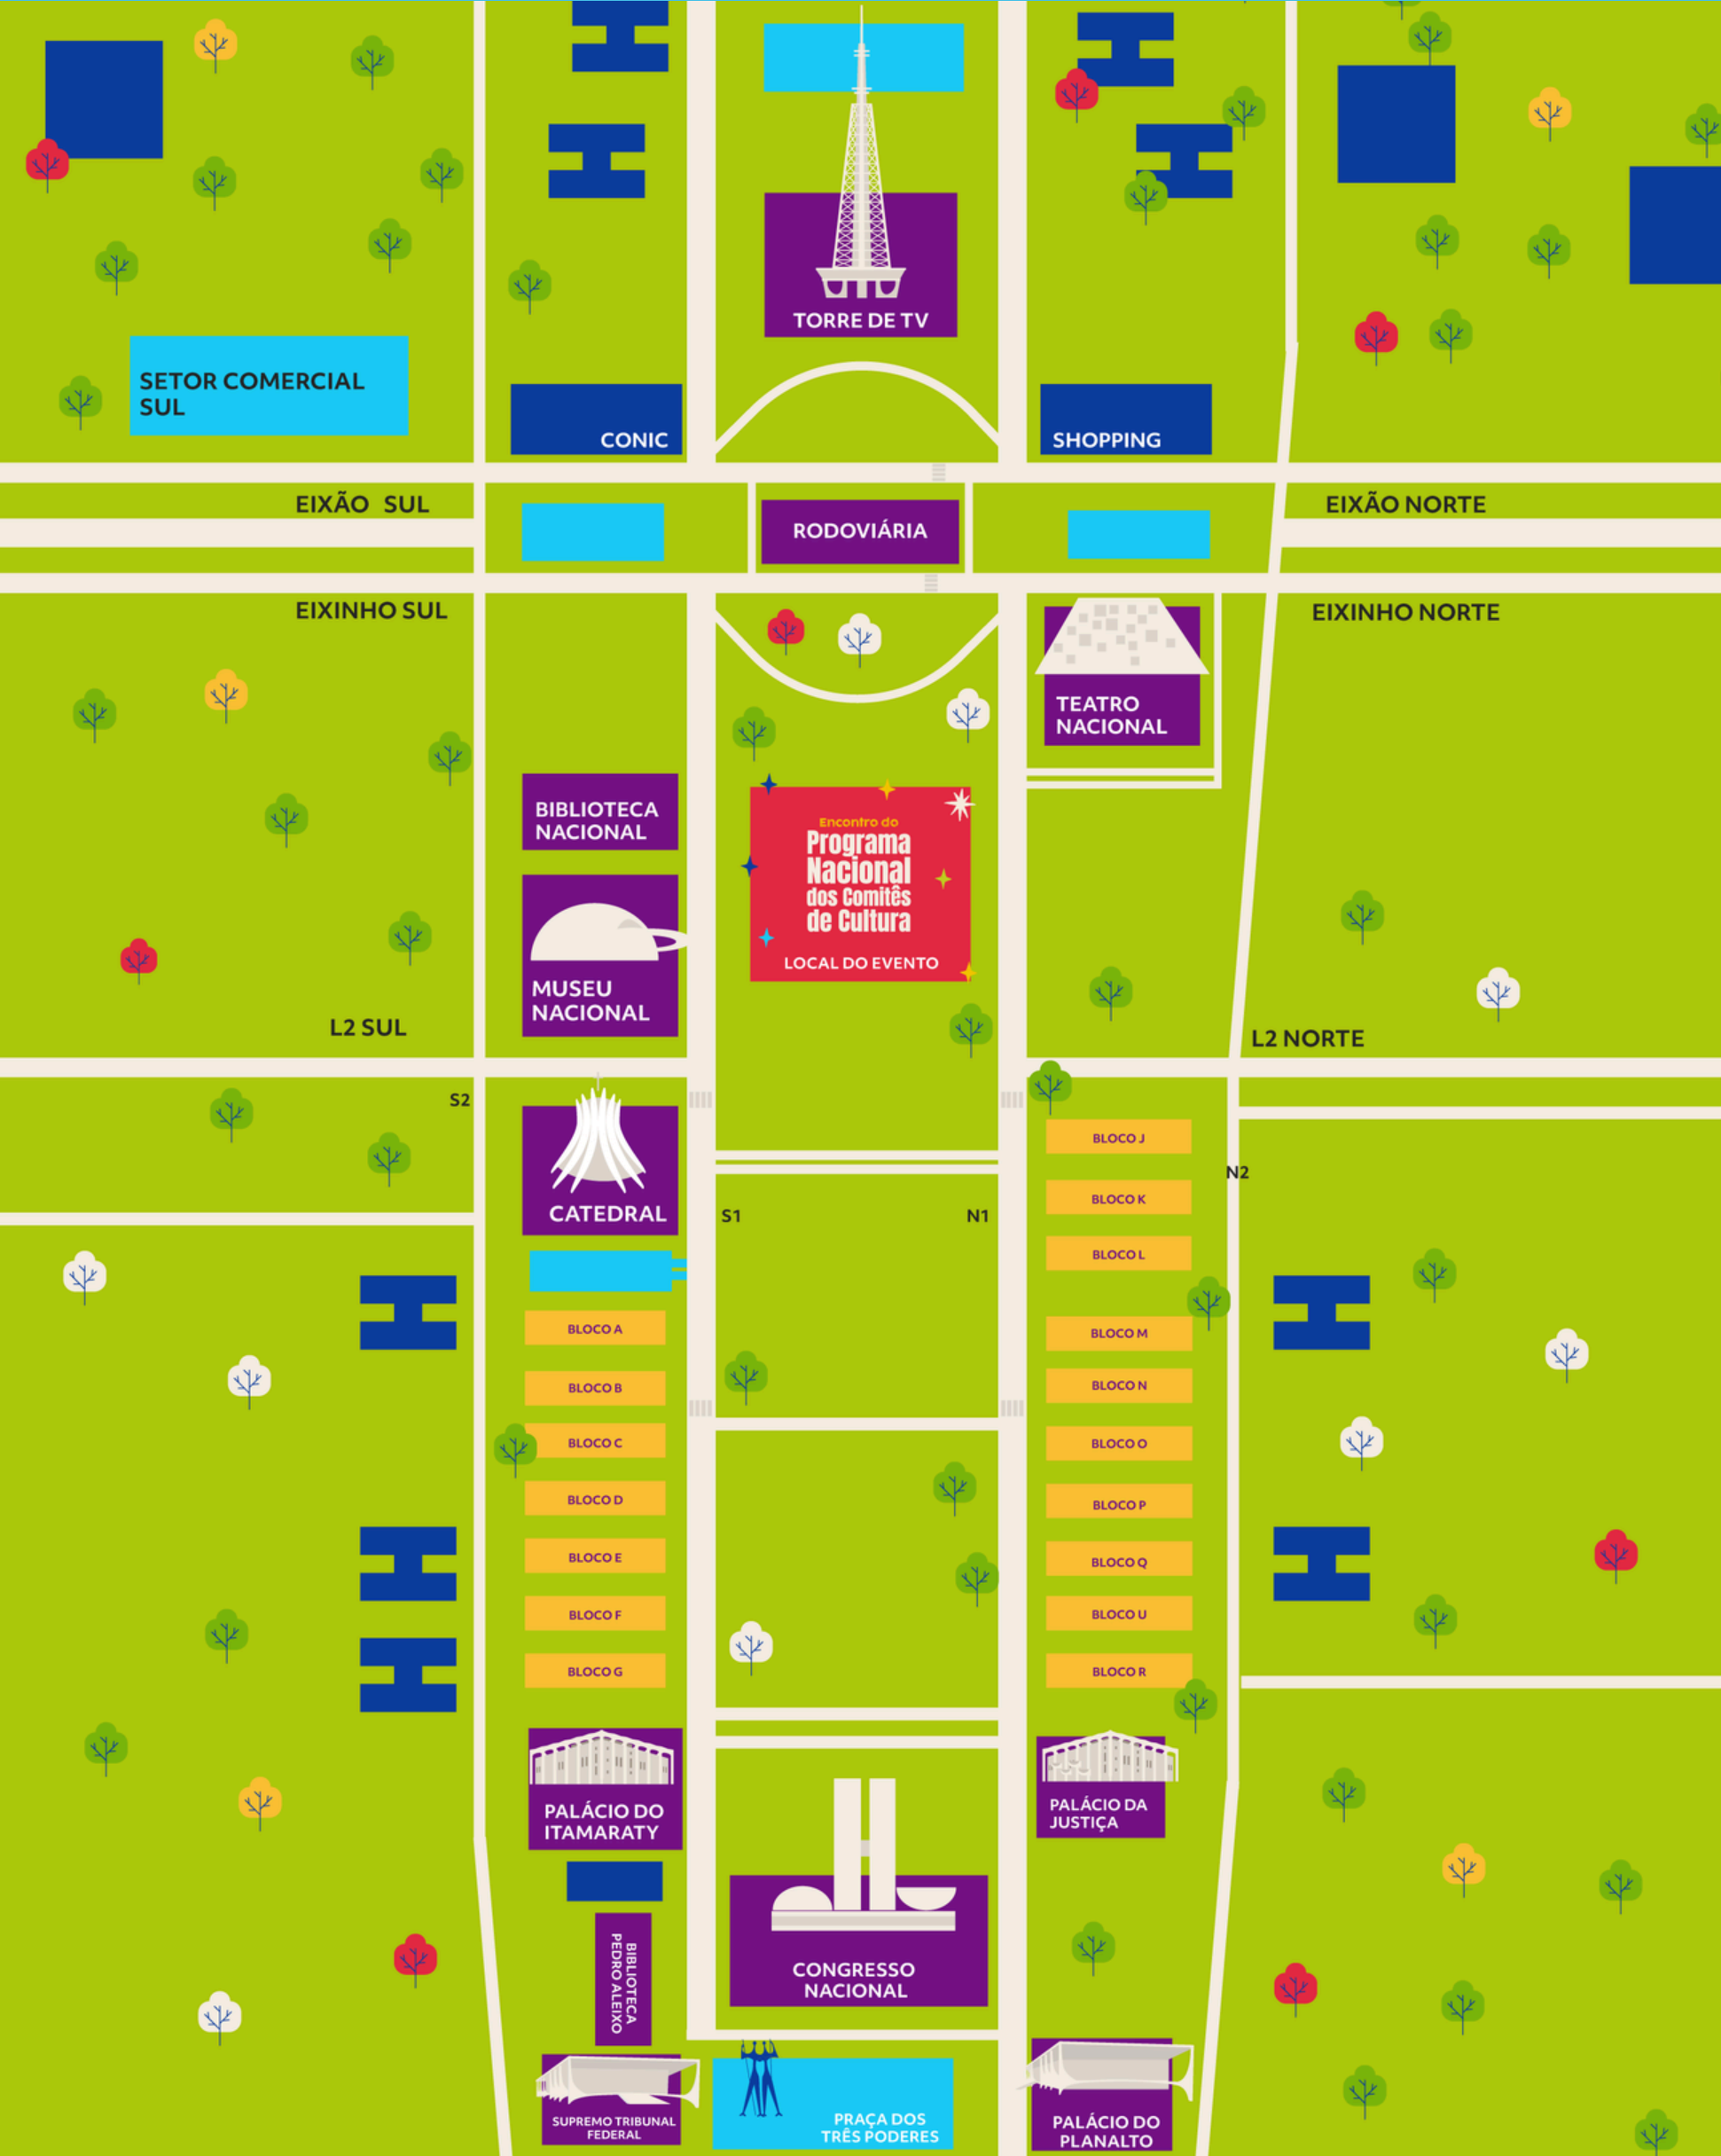 TORRE DE TV
SETOR COMERCIAL
SUL
CONIC
SHOPPING
EIXÃO SUL
RODOVIÁRIA
EIXÃO NORTE
EIXINHO SUL
EIXINHO NORTE
TEATRO
NACIONAL
BIBLIOTECA
NACIONAL
Encontro do
Programa
Nacional
dos Comitês
de Cultura
LOCAL DO EVENTO
MUSEU
NACIONAL
L2 SUL
L2 NORTE
S2
CATEDRAL
S1
N1
N2
BLOCO J
BLOCO K
BLOCO L
BLOCO A
BLOCO B
BLOCO C
BLOCO D
BLOCO E
BLOCO F
BLOCO G
BLOCO M
BLOCO N
BLOCO O
BLOCO P
BLOCO Q
BLOCO U
BLOCO R
PALÁCIO DO
ITAMARATY
PALÁCIO DA
JUSTIÇA
BIBLIOTECA
PEDRO ALEIXO
CONGRESSO
NACIONAL
SUPREMO TRIBUNAL
FEDERAL
PRAÇA DOS
TRÊS PODERES
PALÁCIO DO
PLANALTO